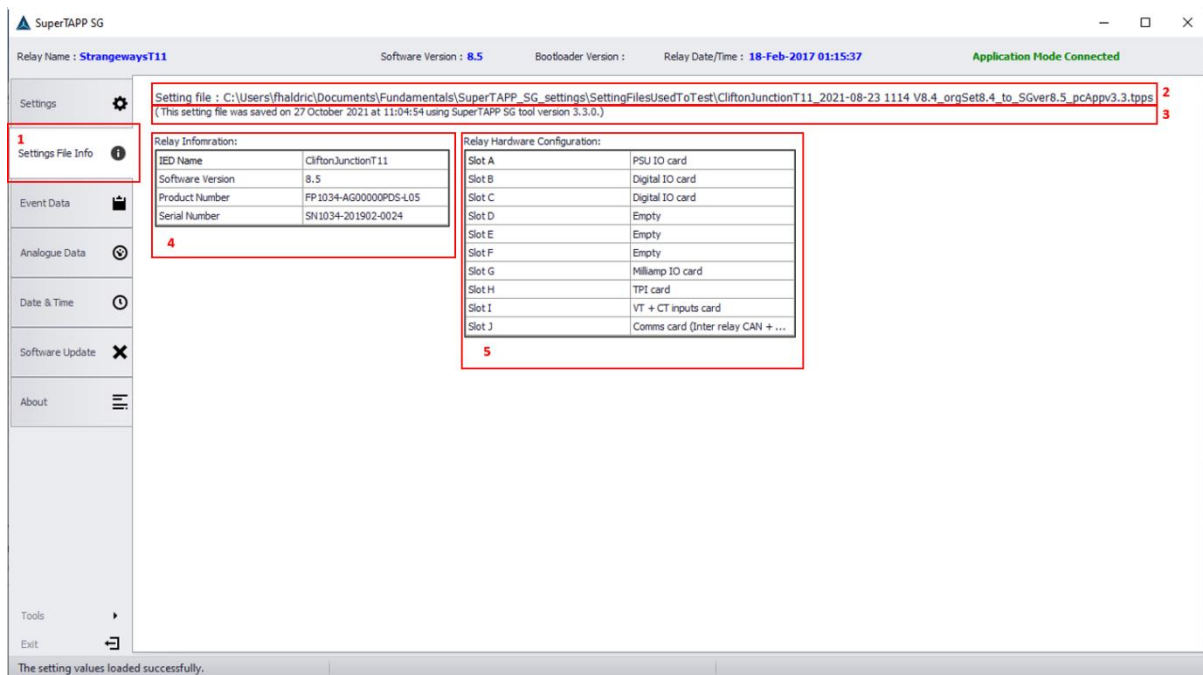 SuperTAPP SG
Relay Name : StrangewaysT11 Software Version : 8.5 Bootloader Version : Relay Date/Time : 18-Feb-2017 01:15:37 Application Mode Connected
Settings
1
Settings File Info
Event Data
Analogue Data
Date & Time
Software Update
About
Tools
Exit
Setting file : C:\Users\fhaldric\Documents\Fundamentals\SuperTAPP_SG_settings\SettingFilesUsedToTest\CliftonJunctionT11_2021-08-23 1114 V8.4_orgSet8.4_to_SGver8.5_pcAppv3.3.tpps 2
( This setting file was saved on 27 October 2021 at 11:04:54 using SuperTAPP SG tool version 3.3.0.) 3
Relay Infomration:
IED Name CliftonJunctionT11
Software Version 8.5
Product Number FP1034-AG00000PDS-L05
Serial Number SN1034-201902-0024
4
Relay Hardware Configuration:
Slot A PSU IO card
Slot B Digital IO card
Slot C Digital IO card
Slot D Empty
Slot E Empty
Slot F Empty
Slot G Milliamp IO card
Slot H TPI card
Slot I VT + CT inputs card
Slot J Comms card (Inter relay CAN + ...
5
The setting values loaded successfully.